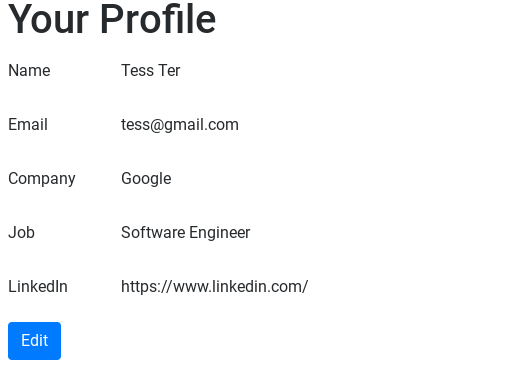 Your Profile
Name Tess Ter
Email tess@gmail.com
Company Google
Job Software Engineer
LinkedIn https://www.linkedin.com/
Edit